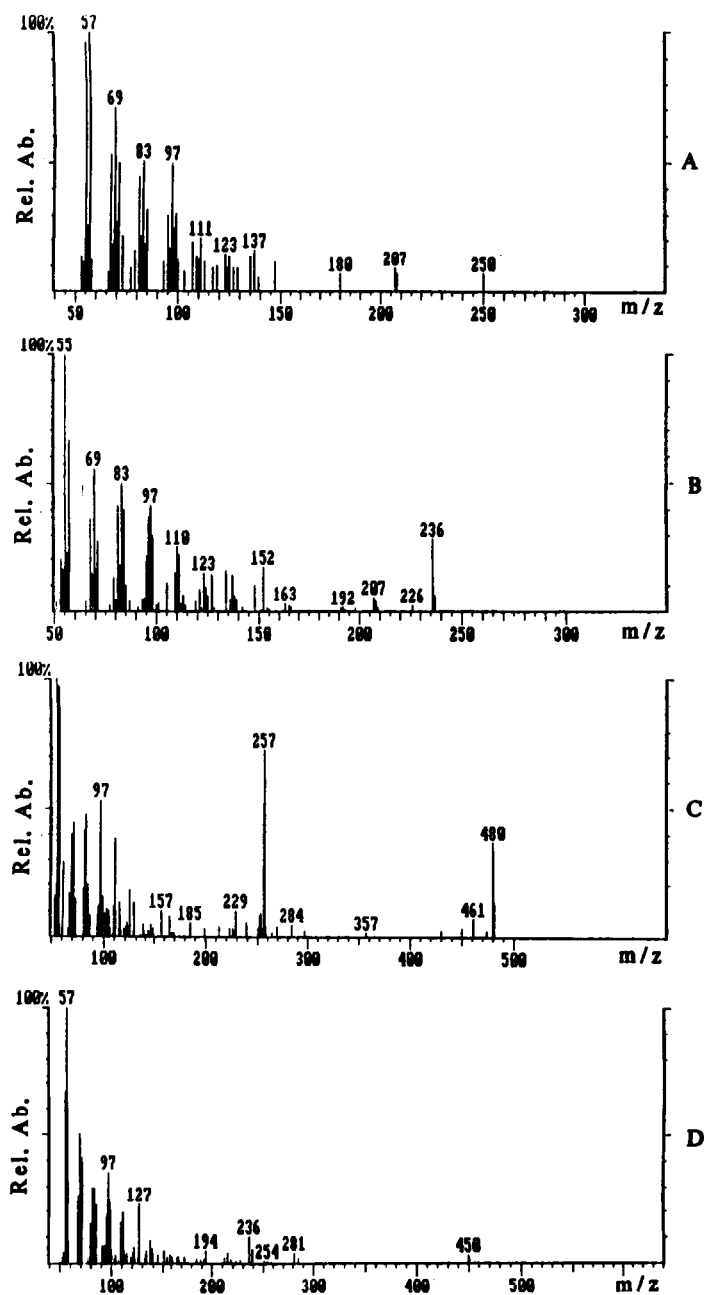 100% 57
69
83 97
111
123 137
180 207 250
Rel. Ab.
A
50 100 150 200 250 300 m/z
100% 55
69
83
97
110
123 152
163 192 207 226 236
Rel. Ab.
B
50 100 150 200 250 300 m/z
100%
257
97
480
157 185 229 284 357 461
Rel. Ab.
C
100 200 300 400 500 m/z
100% 57
97
127
194 236 254 281 450
Rel. Ab.
D
100 200 300 400 500 m/z